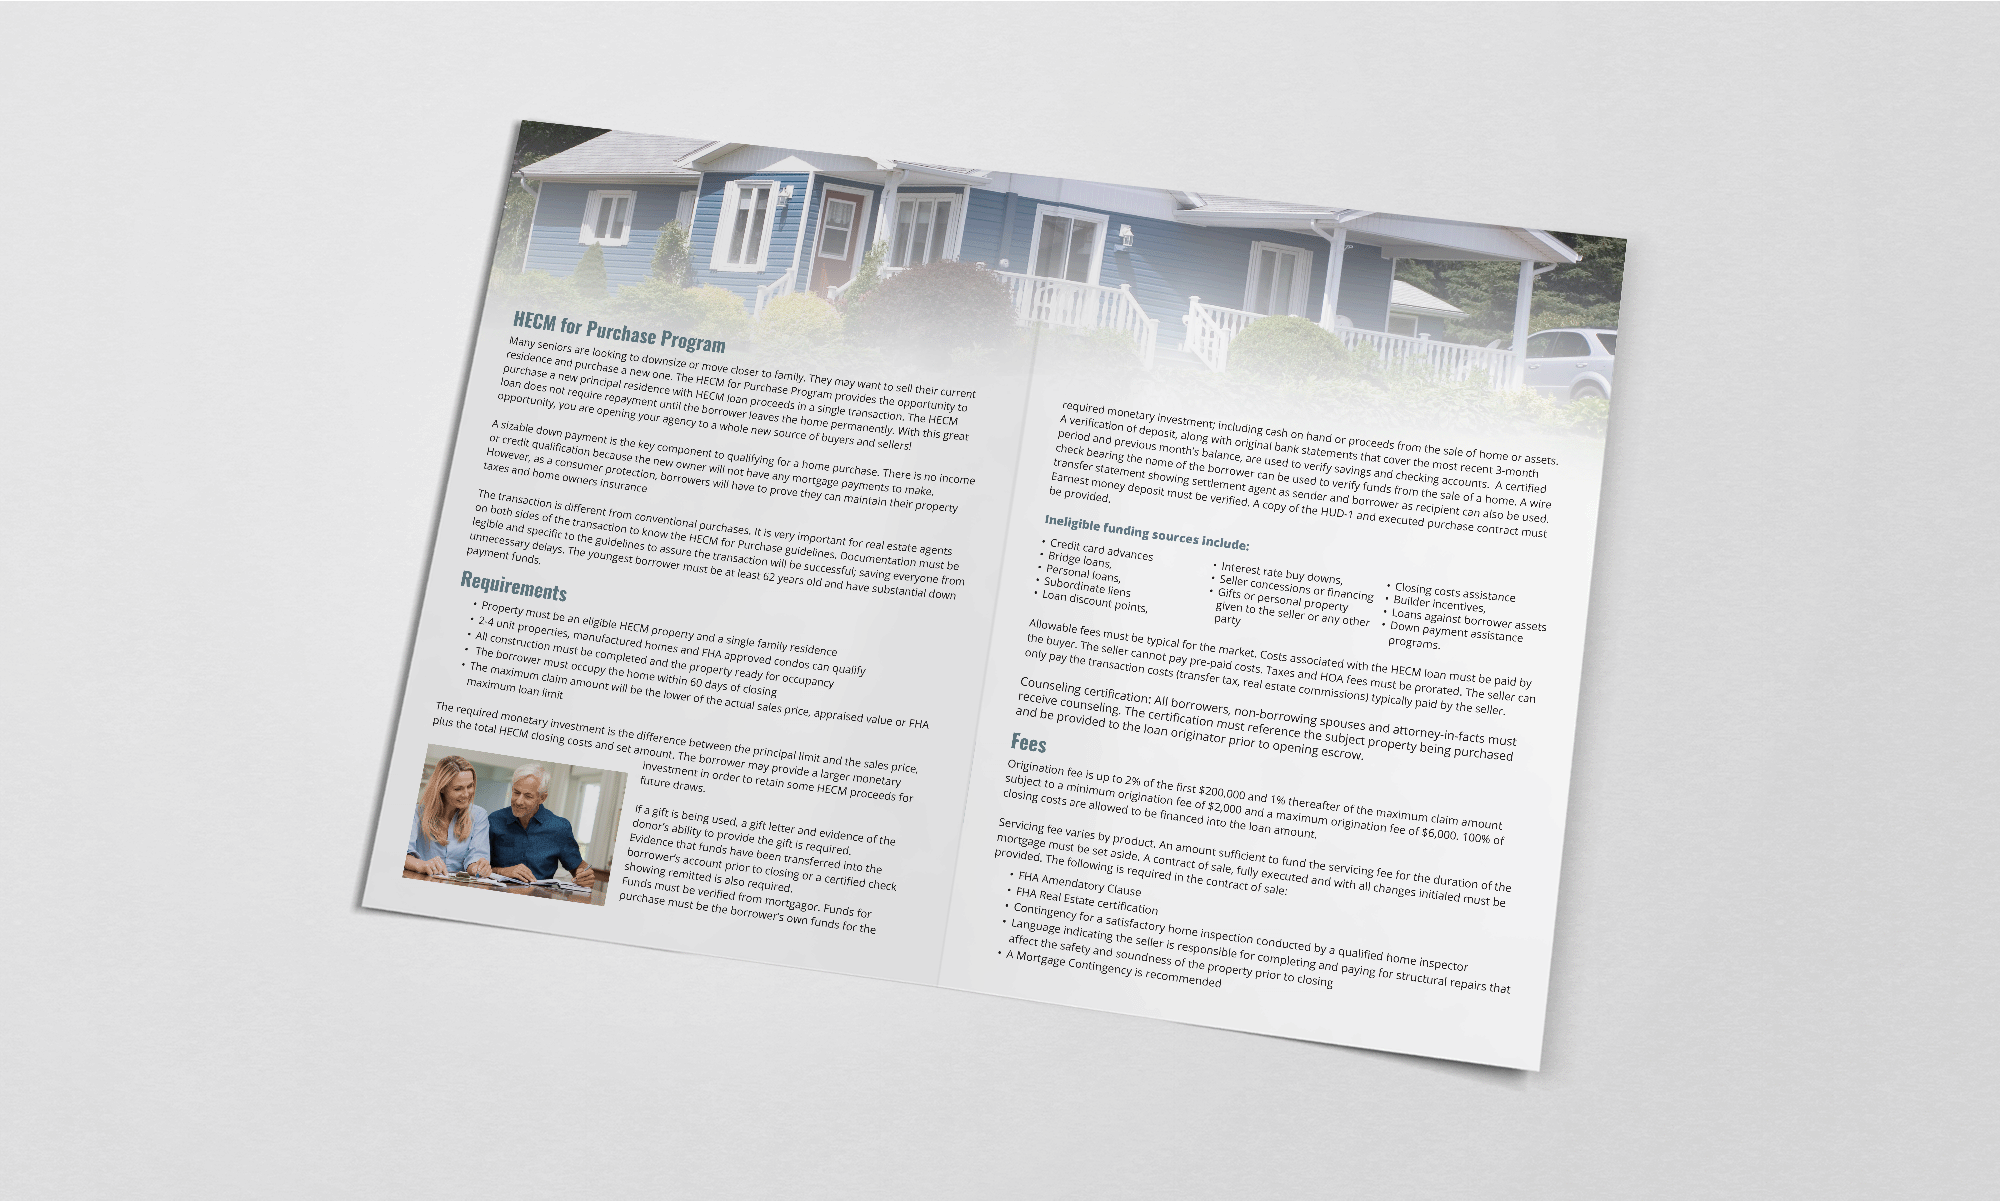 HECM for Purchase Program
Many seniors are looking to downsize or move closer to family. They may want to sell their current
residence and purchase a new one. The HECM for Purchase Program provides the opportunity to
purchase a new principal residence with HECM loan proceeds in a single transaction. The HECM
loan does not require repayment until the borrower leaves the home permanently. With this great
opportunity, you are opening your agency to a whole new source of buyers and sellers!
A sizable down payment is the key component to qualifying for a home purchase. There is no income
or credit qualification because the new owner will not have any mortgage payments to make.
However, as a consumer protection, borrowers will have to prove they can maintain their property
taxes and home owners insurance
The transaction is different from conventional purchases. It is very important for real estate agents
on both sides of the transaction to know the HECM for Purchase guidelines. Documentation must be
legible and specific to the guidelines to assure the transaction will be successful; saving everyone from
unnecessary delays. The youngest borrower must be at least 62 years old and have substantial down
payment funds.
Requirements
• Property must be an eligible HECM property and a single family residence
• 2-4 unit properties, manufactured homes and FHA approved condos can qualify
• All construction must be completed and the property ready for occupancy
• The borrower must occupy the home within 60 days of closing
• The maximum claim amount will be the lower of the actual sales price, appraised value or FHA
maximum loan limit
The required monetary investment is the difference between the principal limit and the sales price,
plus the total HECM closing costs and set amount. The borrower may provide a larger monetary
investment in order to retain some HECM proceeds for
future draws.
If a gift is being used, a gift letter and evidence of the
donor's ability to provide the gift is required.
Evidence that funds have been transferred into the
borrower's account prior to closing or a certified check
showing remitted is also required.
Funds must be verified from mortgagor. Funds for
purchase must be the borrower's own funds for the
required monetary investment; including cash on hand or proceeds from the sale of home or assets.
A verification of deposit, along with original bank statements that cover the most recent 3-month
period and previous month's balance, are used to verify savings and checking accounts. A certified
check bearing the name of the borrower can be used to verify funds from the sale of a home. A wire
transfer statement showing settlement agent as sender and borrower as recipient can also be used.
Earnest money deposit must be verified. A copy of the HUD-1 and executed purchase contract must
be provided.
Ineligible funding sources include:
• Credit card advances
• Bridge loans,
• Personal loans,
• Subordinate liens
• Loan discount points,
• Interest rate buy downs,
• Seller concessions or financing
• Gifts or personal property
given to the seller or any other
party
• Closing costs assistance
• Builder incentives,
• Loans against borrower assets
• Down payment assistance
programs.
Allowable fees must be typical for the market. Costs associated with the HECM loan must be paid by
the buyer. The seller cannot pay pre-paid costs. Taxes and HOA fees must be prorated. The seller can
only pay the transaction costs (transfer tax, real estate commissions) typically paid by the seller.
Counseling certification: All borrowers, non-borrowing spouses and attorney-in-facts must
receive counseling. The certification must reference the subject property being purchased
and be provided to the loan originator prior to opening escrow.
Fees
Origination fee is up to 2% of the first $200,000 and 1% thereafter of the maximum claim amount
subject to a minimum origination fee of $2,000 and a maximum origination fee of $6,000. 100% of
closing costs are allowed to be financed into the loan amount.
Servicing fee varies by product. An amount sufficient to fund the servicing fee for the duration of the
mortgage must be set aside. A contract of sale, fully executed and with all changes initialed must be
provided. The following is required in the contract of sale:
• FHA Amendatory Clause
• FHA Real Estate certification
• Contingency for a satisfactory home inspection conducted by a qualified home inspector
• Language indicating the seller is responsible for completing and paying for structural repairs that
affect the safety and soundness of the property prior to closing
• A Mortgage Contingency is recommended